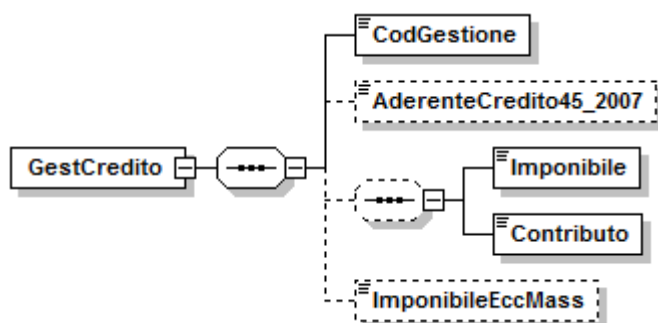 CodGestione
AderenteCredito45_2007
GestCredito
Imponibile
Contributo
ImponibileEccMass